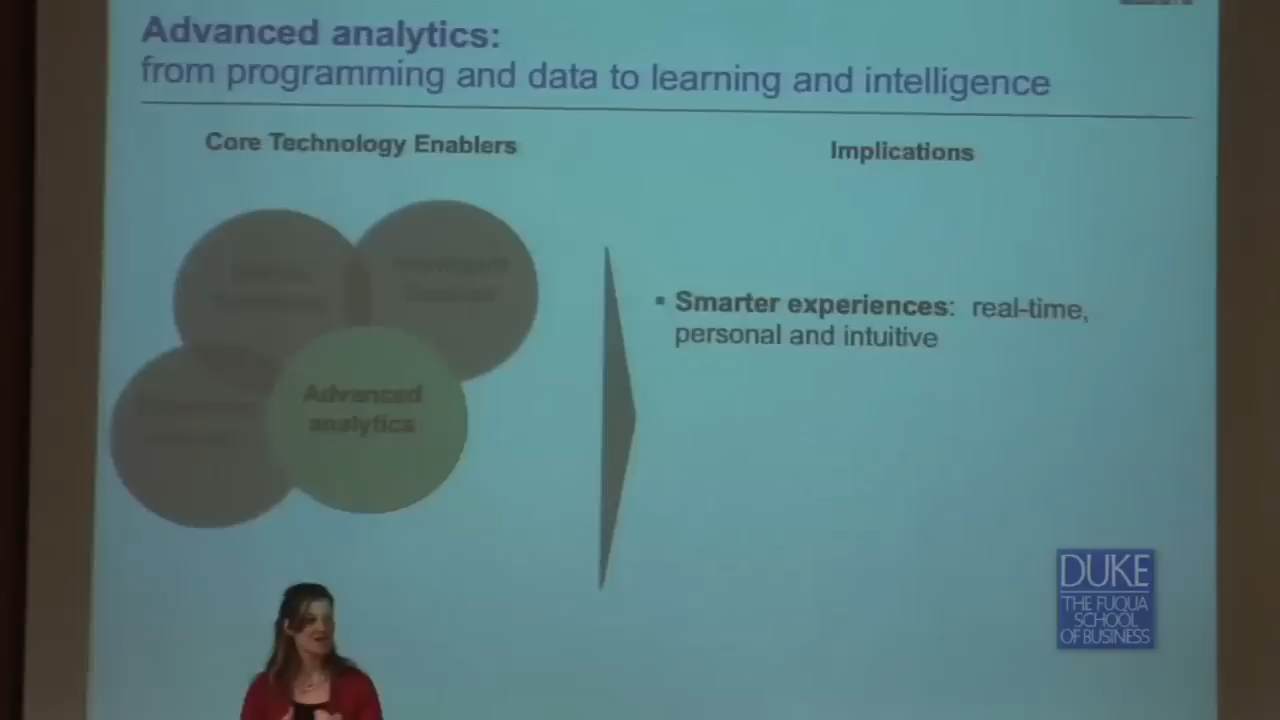 Advanced analytics:
from programming and data to learning and intelligence
Core Technology Enablers
Implications
Advanced
analytics
▪ Smarter experiences: real-time,
personal and intuitive
DUKE
THE FUQUA
SCHOOL
OF BUSINESS